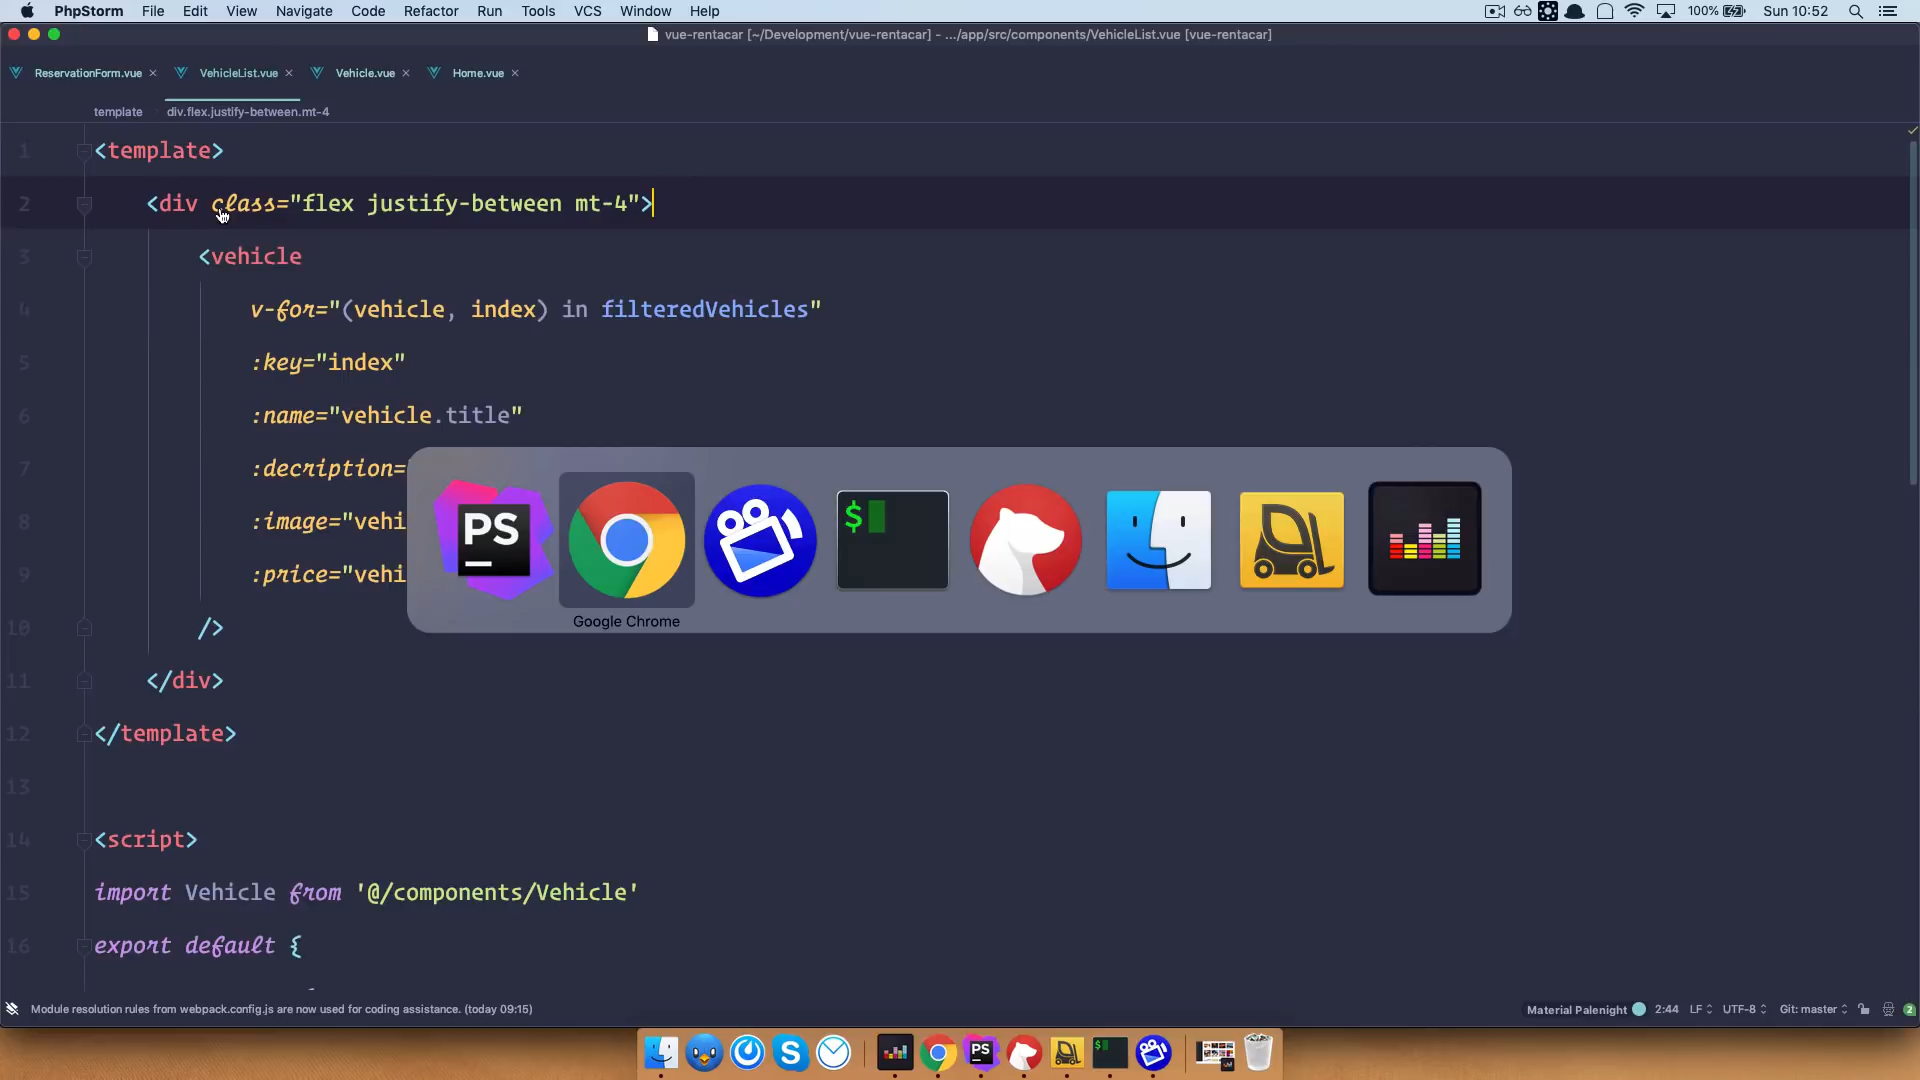 PhpStorm File Edit View Navigate Code Refactor Run Tools VCS Window Help 100% Sun 10:52
vue-rentacar [~/Development/vue-rentacar] - .../app/src/components/VehicleList.vue [vue-rentacar]
ReservationForm.vue VehicleList.vue Vehicle.vue Home.vue
template div.flex.justify-between.mt-4
1 <template>
2 <div class="flex justify-between mt-4">
3 <vehicle
4 v-for="(vehicle, index) in filteredVehicles"
5 :key="index"
6 :name="vehicle.title"
7 :decription=
8 :image="vehi
9 :price="vehi
PS $
Google Chrome
10 />
11 </div>
12 </template>
13
14 <script>
15 import Vehicle from '@/components/Vehicle'
16 export default {
Module resolution rules from webpack.config.js are now used for coding assistance. (today 09:15) Material Palenight 2:44 LF UTF-8 Git: master 2
PS $